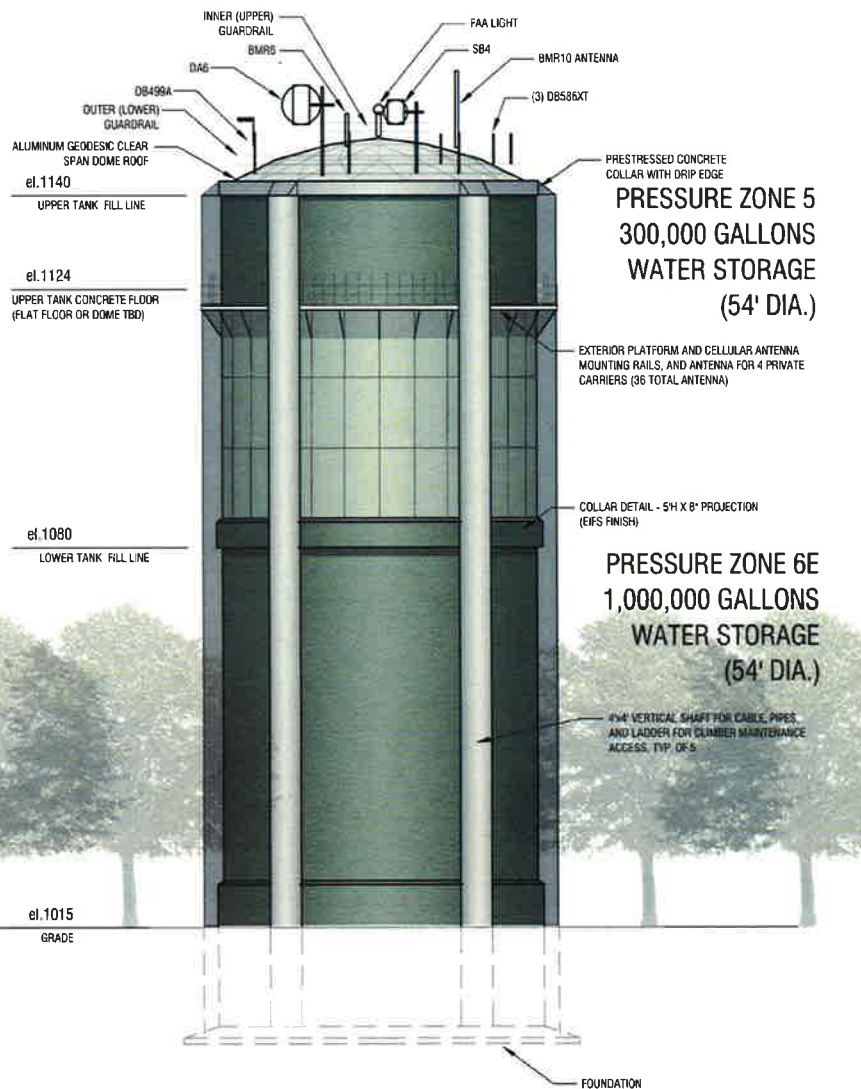 INNER (UPPER)
GUARDRAIL
FAA LIGHT
BMR6
SB4
BMR10 ANTENNA
DA6
DB499A
(3) DB586XT
OUTER (LOWER)
GUARDRAIL
ALUMINUM GEODESIC CLEAR
SPAN DOME ROOF
PRESTRESSED CONCRETE
COLLAR WITH DRIP EDGE
el.1140
UPPER TANK FILL LINE
PRESSURE ZONE 5
300,000 GALLONS
WATER STORAGE
(54' DIA.)
el.1124
UPPER TANK CONCRETE FLOOR
(FLAT FLOOR OR DOME TBD)
EXTERIOR PLATFORM AND CELLULAR ANTENNA
MOUNTING RAILS, AND ANTENNA FOR 4 PRIVATE
CARRIERS (36 TOTAL ANTENNA)
COLLAR DETAIL - 5'H X 8" PROJECTION
(EIFS FINISH)
el.1080
LOWER TANK FILL LINE
PRESSURE ZONE 6E
1,000,000 GALLONS
WATER STORAGE
(54' DIA.)
4'x4' VERTICAL SHAFT FOR CABLE, PIPES,
AND LADDER FOR CLIMBER MAINTENANCE
ACCESS, TYP. OF 5
el.1015
GRADE
FOUNDATION